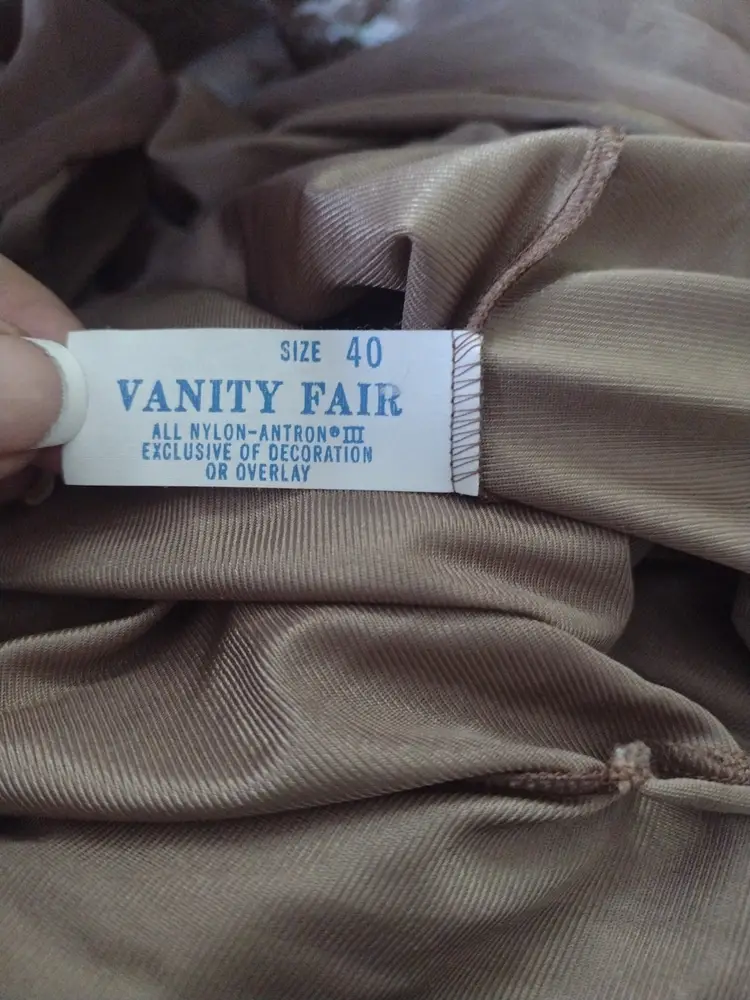 SIZE 40
VANITY FAIR
ALL NYLON-ANTRON® III
EXCLUSIVE OF DECORATION
OR OVERLAY